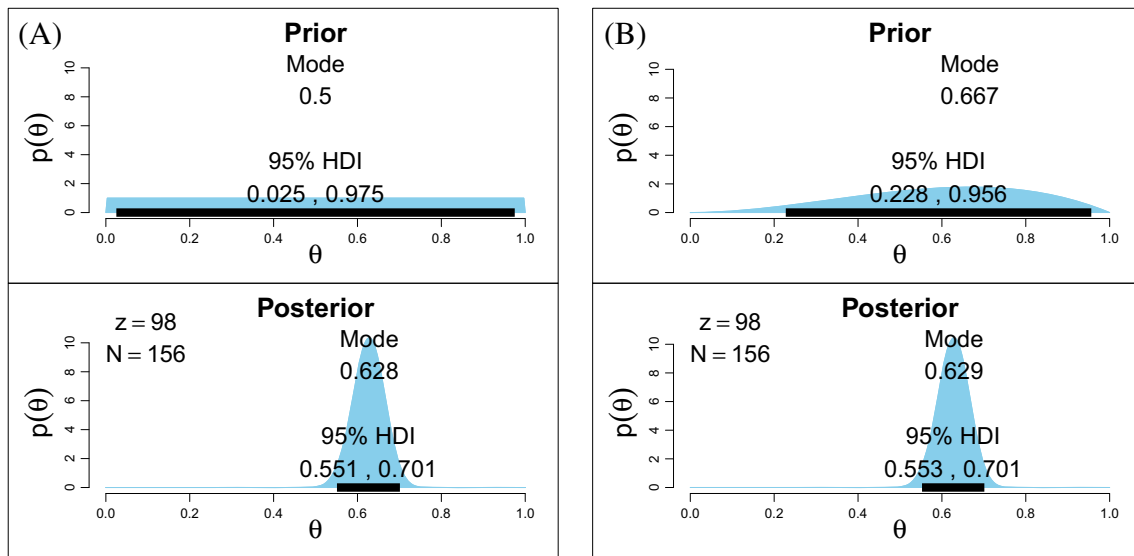 (A)
Prior
Mode
0.5
95% HDI
0.025 , 0.975
p(θ)
10
8
6
4
2
0
0.0 0.2 0.4 0.6 0.8 1.0
θ
Posterior
z = 98
N = 156
Mode
0.628
95% HDI
0.551 , 0.701
p(θ)
10
8
6
4
2
0
0.0 0.2 0.4 0.6 0.8 1.0
θ
(B)
Prior
Mode
0.667
95% HDI
0.228 , 0.956
p(θ)
10
8
6
4
2
0
0.0 0.2 0.4 0.6 0.8 1.0
θ
Posterior
z = 98
N = 156
Mode
0.629
95% HDI
0.553 , 0.701
p(θ)
10
8
6
4
2
0
0.0 0.2 0.4 0.6 0.8 1.0
θ